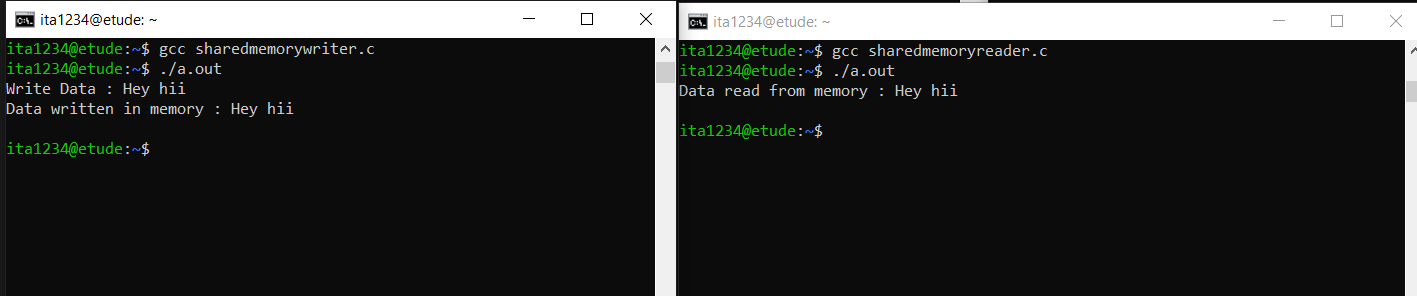 ita1234@etude: ~
ita1234@etude:~$ gcc sharedmemorywriter.c
ita1234@etude:~$ ./a.out
Write Data : Hey hii
Data written in memory : Hey hii
ita1234@etude:~$
ita1234@etude: ~
ita1234@etude:~$ gcc sharedmemoryreader.c
ita1234@etude:~$ ./a.out
Data read from memory : Hey hii
ita1234@etude:~$